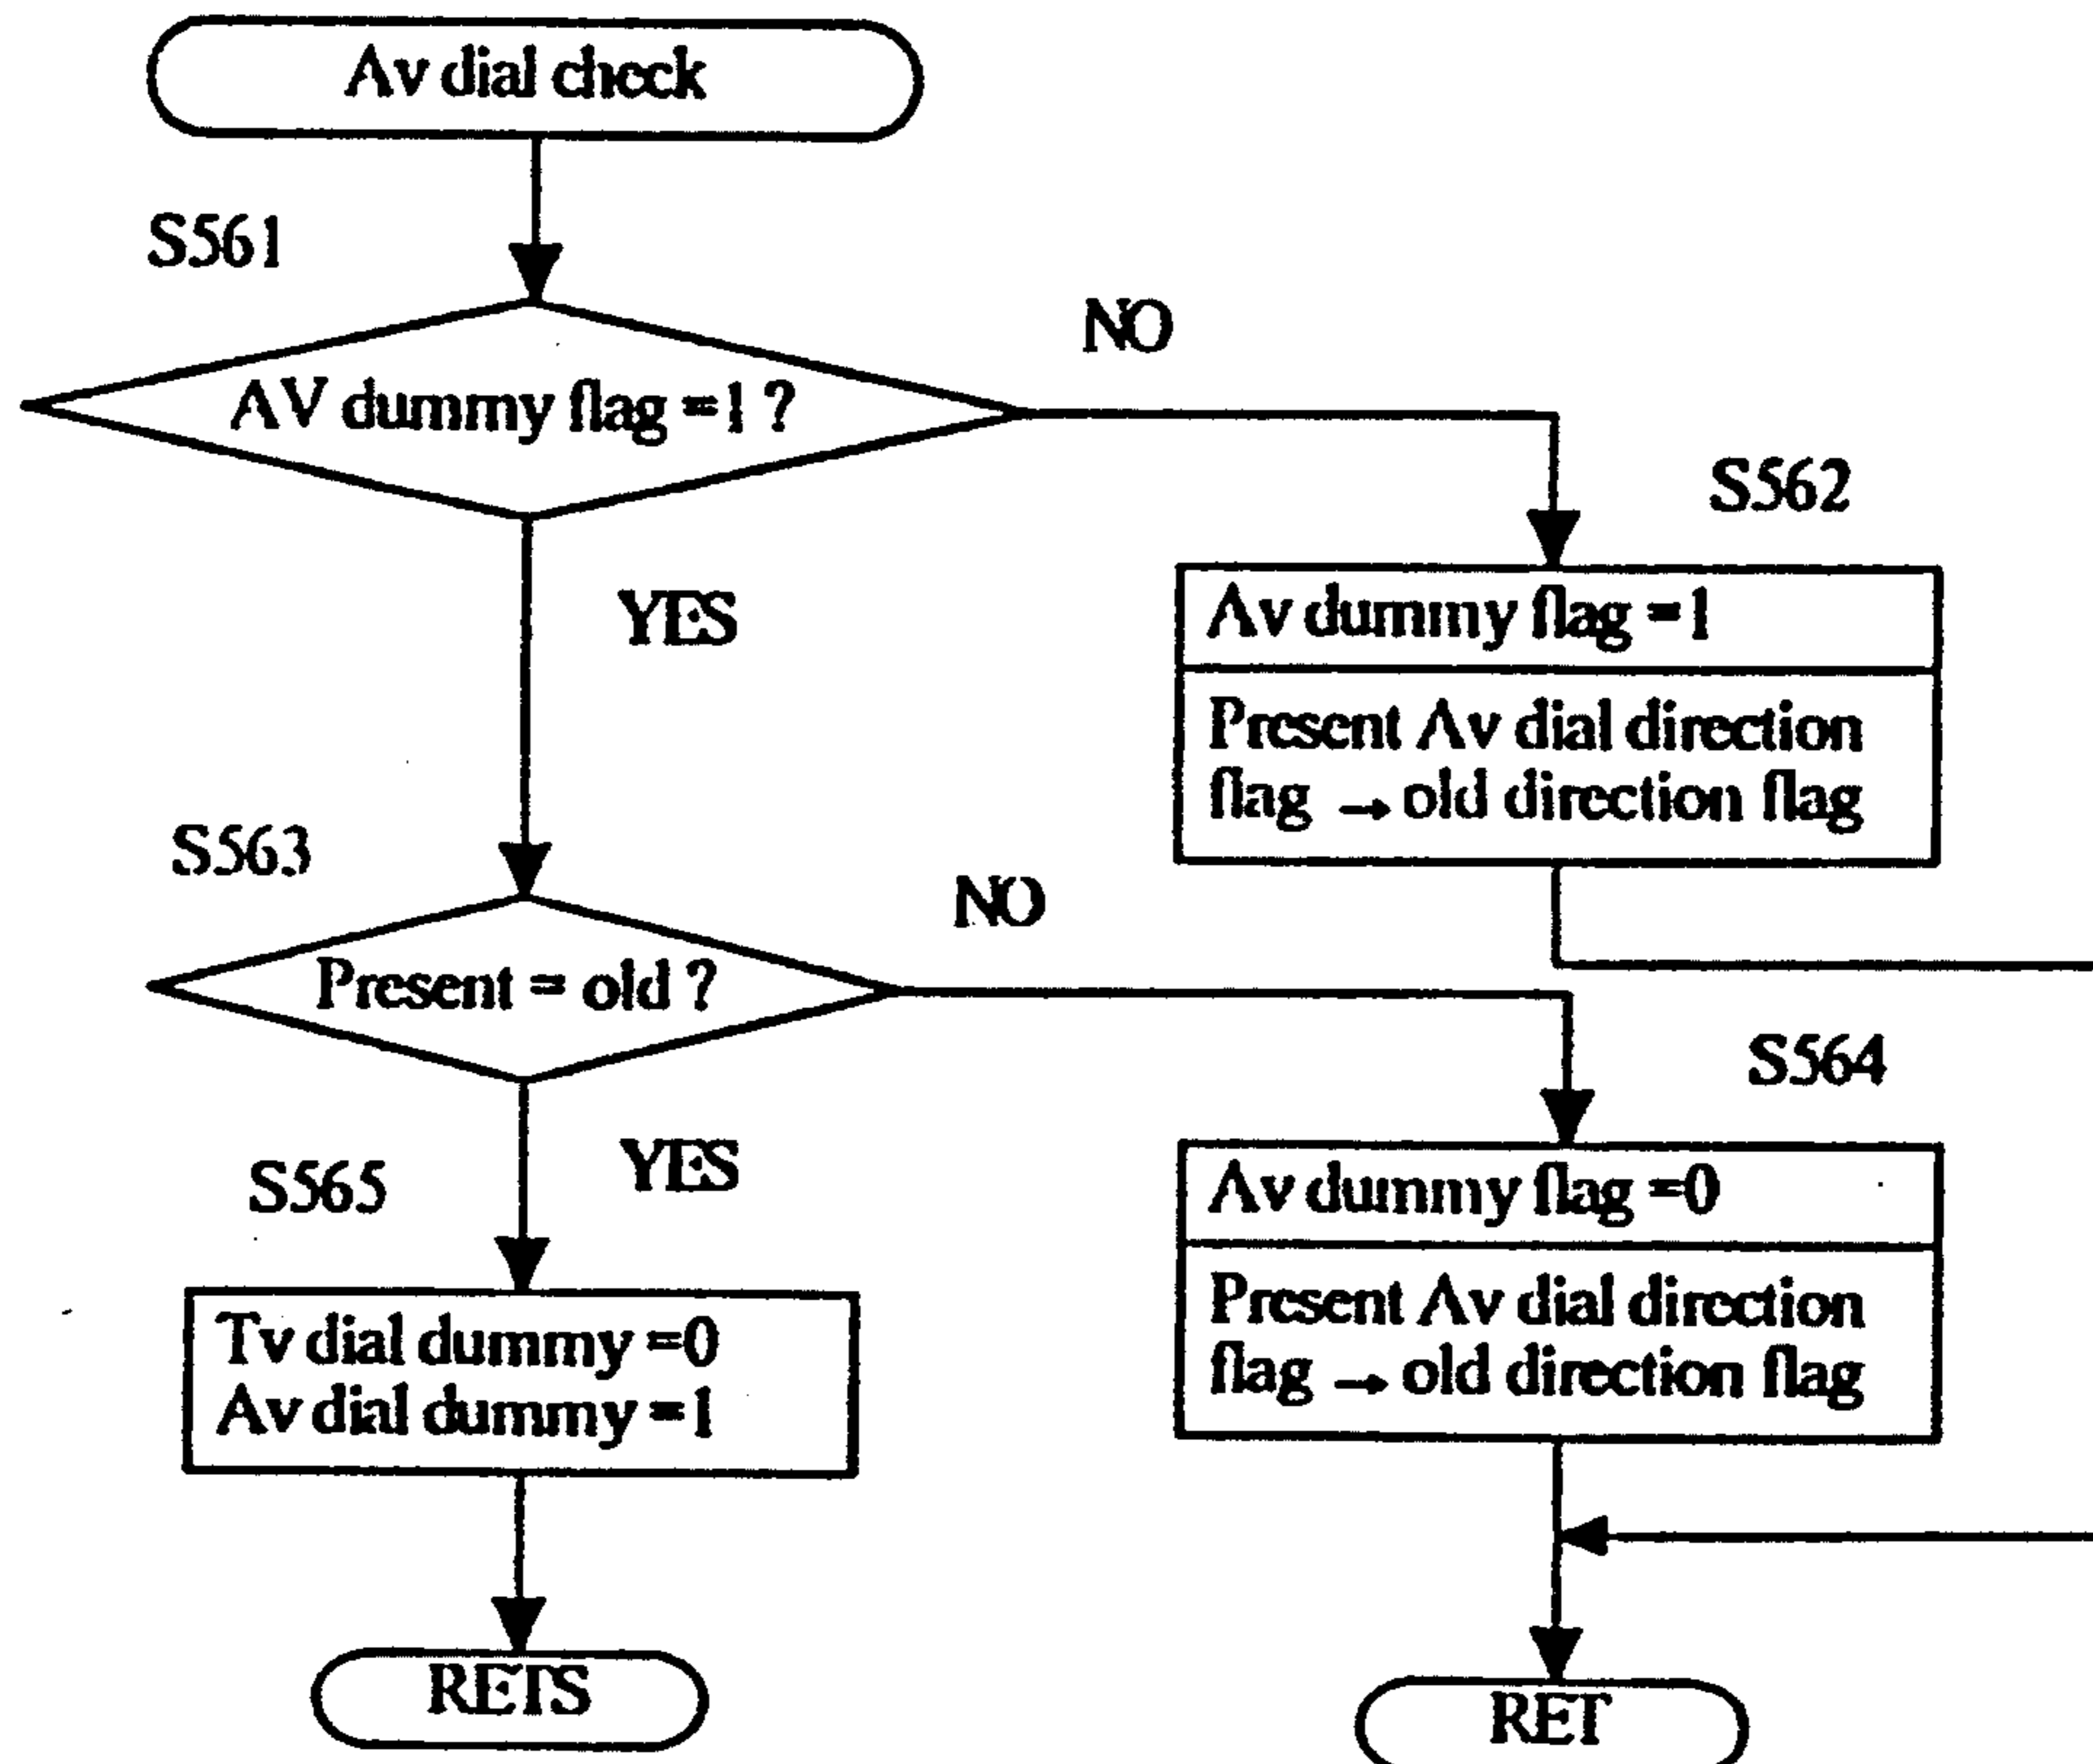 Av dial check
S561
AV dummy flag =1 ?
NO
YES
S562
Av dummy flag =1
Present Av dial direction
flag → old direction flag
S563
Present = old ?
NO
YES
S564
Av dummy flag =0
Present Av dial direction
flag → old direction flag
S565
Tv dial dummy =0
Av dial dummy =1
RETS
RET